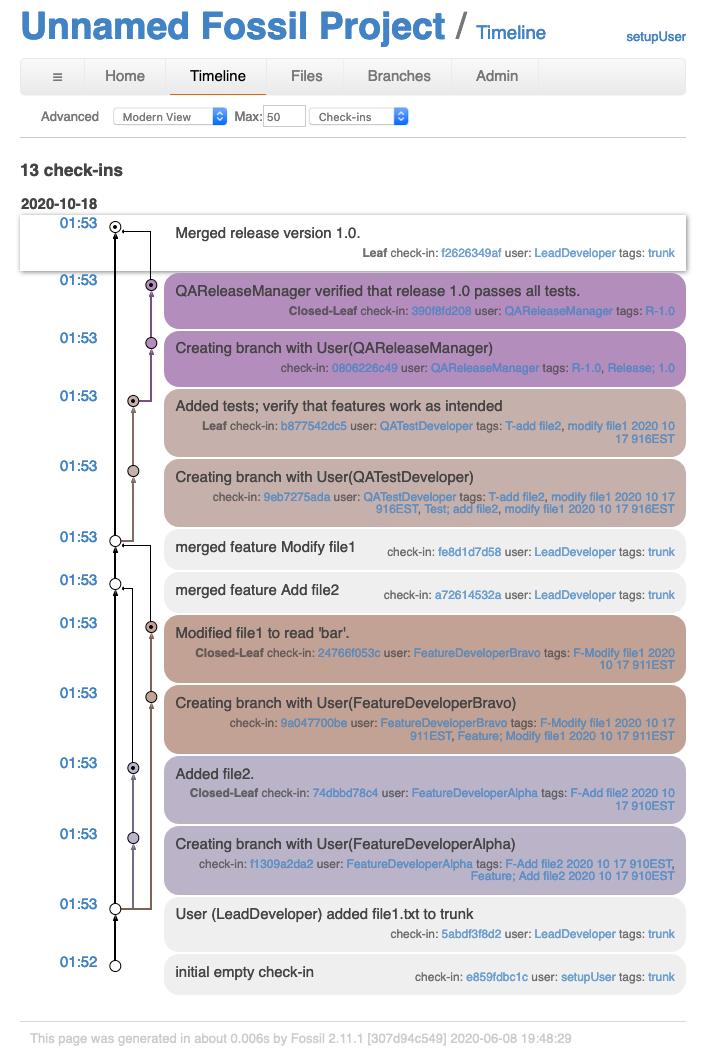 Unnamed Fossil Project / Timeline
setupUser
≡ Home Timeline Files Branches Admin
Advanced Modern View Max: 50 Check-ins
13 check-ins
2020-10-18
01:53
Merged release version 1.0.
Leaf check-in: f2626349af user: LeadDeveloper tags: trunk
01:53
QAReleaseManager verified that release 1.0 passes all tests.
Closed-Leaf check-in: 390f8fd208 user: QAReleaseManager tags: R-1.0
01:53
Creating branch with User(QAReleaseManager)
check-in: 0806226c49 user: QAReleaseManager tags: R-1.0, Release; 1.0
01:53
Added tests; verify that features work as intended
Leaf check-in: b877542dc5 user: QATestDeveloper tags: T-add file2, modify file1 2020 10
17 916EST
01:53
Creating branch with User(QATestDeveloper)
check-in: 9eb7275ada user: QATestDeveloper tags: T-add file2, modify file1 2020 10 17
916EST, Test; add file2, modify file1 2020 10 17 916EST
01:53
merged feature Modify file1 check-in: fe8d1d7d58 user: LeadDeveloper tags: trunk
01:53
merged feature Add file2 check-in: a72614532a user: LeadDeveloper tags: trunk
01:53
Modified file1 to read 'bar'.
Closed-Leaf check-in: 24766f053c user: FeatureDeveloperBravo tags: F-Modify file1 2020
10 17 911EST
01:53
Creating branch with User(FeatureDeveloperBravo)
check-in: 9a047700be user: FeatureDeveloperBravo tags: F-Modify file1 2020 10 17
911EST, Feature; Modify file1 2020 10 17 911EST
01:53
Added file2.
Closed-Leaf check-in: 74dbbd78c4 user: FeatureDeveloperAlpha tags: F-Add file2 2020 10
17 910EST
01:53
Creating branch with User(FeatureDeveloperAlpha)
check-in: f1309a2da2 user: FeatureDeveloperAlpha tags: F-Add file2 2020 10 17 910EST,
Feature; Add file2 2020 10 17 910EST
01:53
User (LeadDeveloper) added file1.txt to trunk
check-in: 5abdf3f8d2 user: LeadDeveloper tags: trunk
01:52
initial empty check-in check-in: e859fdbc1c user: setupUser tags: trunk
This page was generated in about 0.006s by Fossil 2.11.1 [307d94c549] 2020-06-08 19:48:29